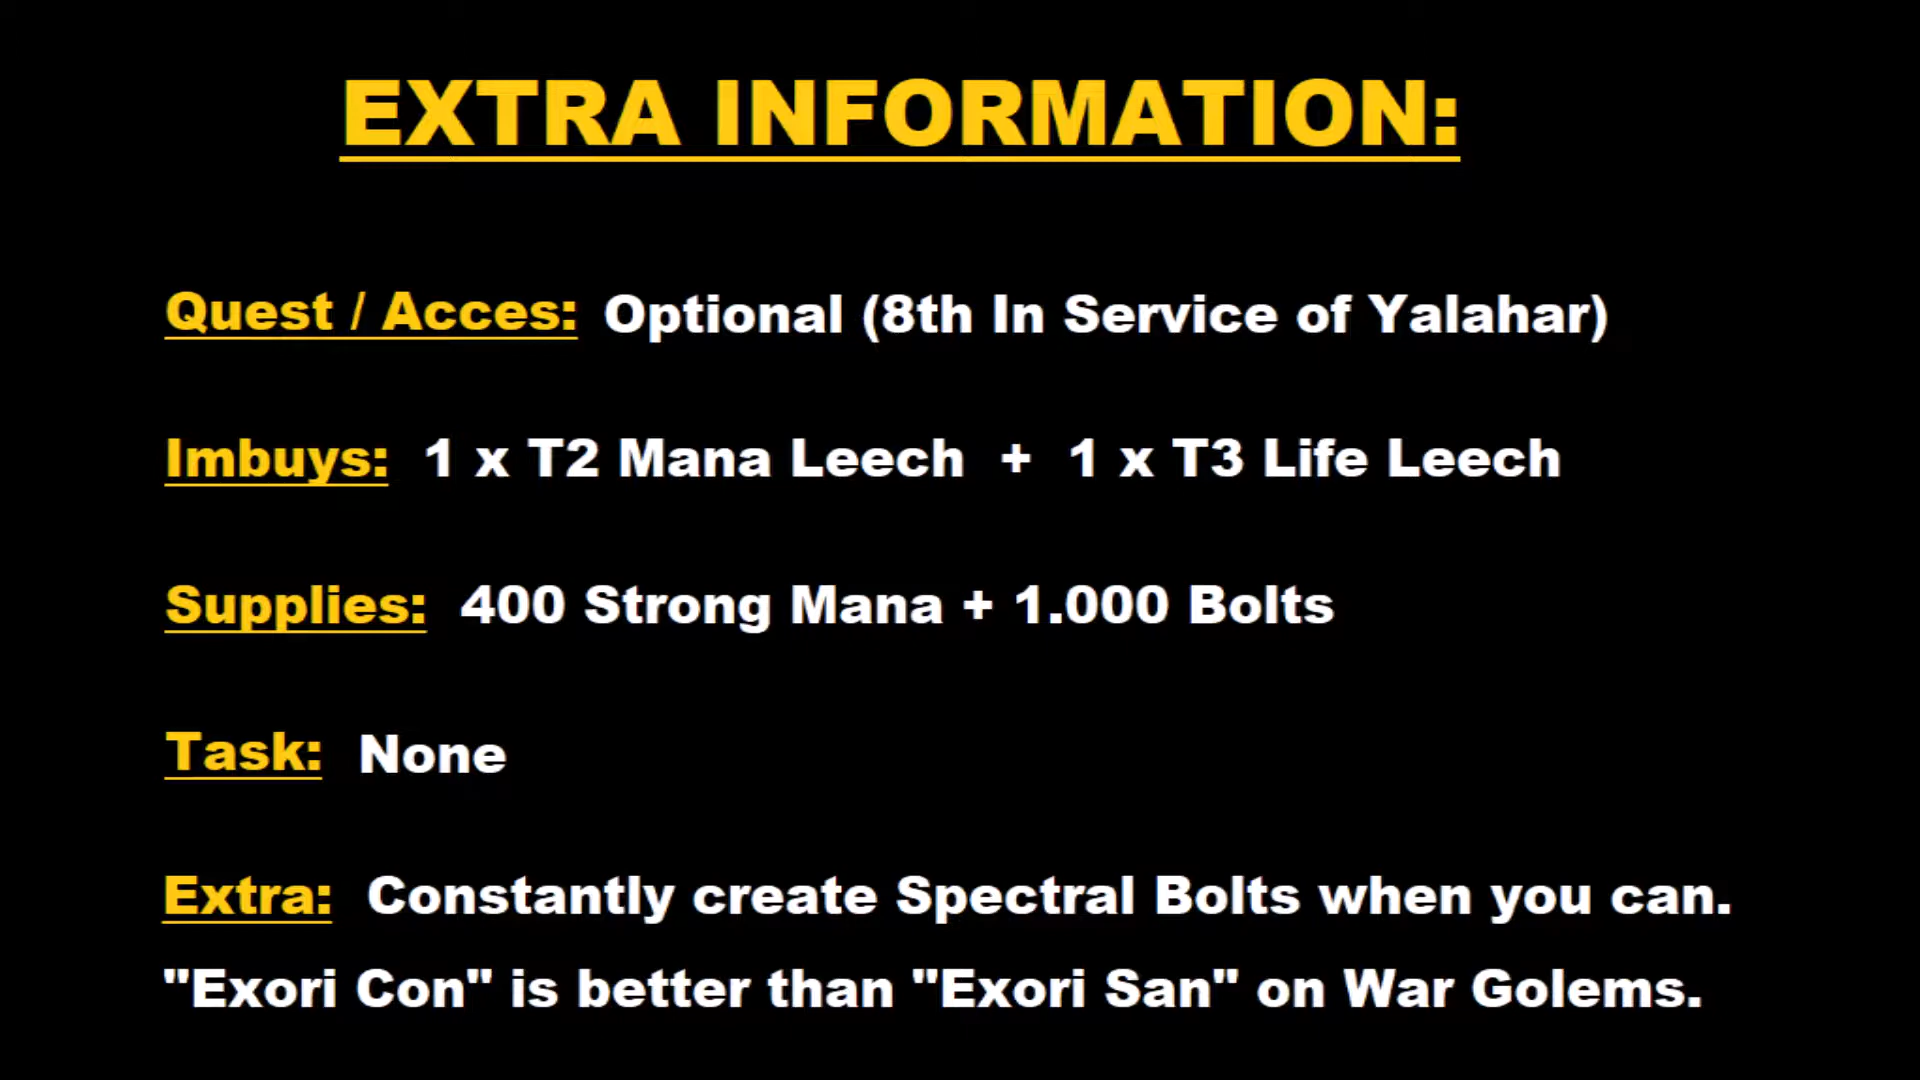 EXTRA INFORMATION:
Quest / Acces: Optional (8th In Service of Yalahar)
Imbuys: 1 x T2 Mana Leech + 1 x T3 Life Leech
Supplies: 400 Strong Mana + 1.000 Bolts
Task: None
Extra: Constantly create Spectral Bolts when you can.
"Exori Con" is better than "Exori San" on War Golems.